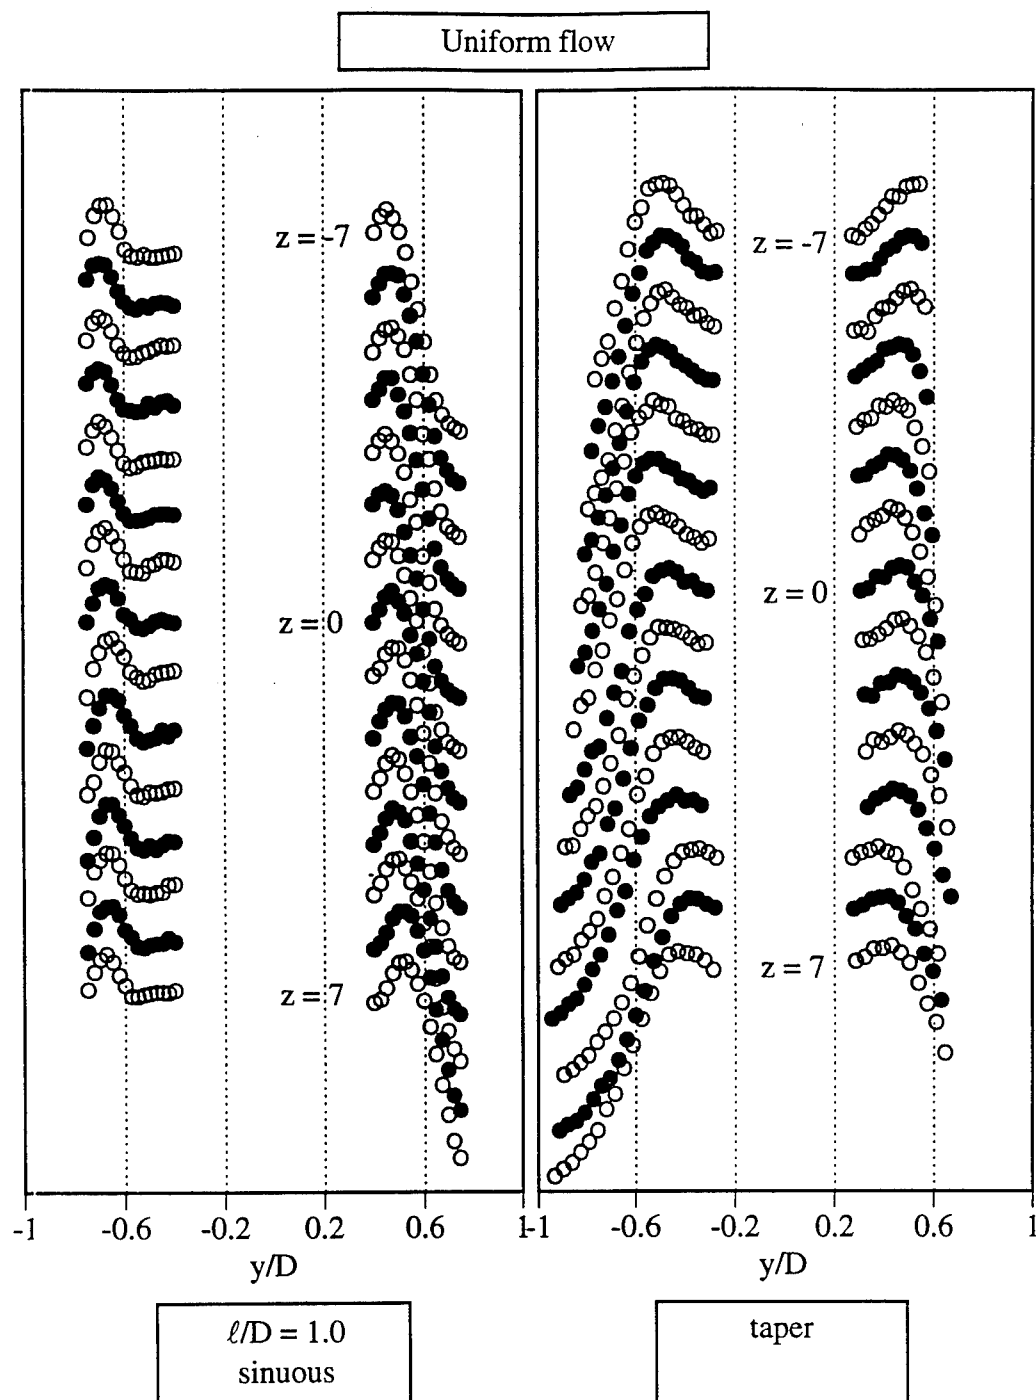 Uniform flow
z = -7
z = -7
z = 0
z = 0
z = 7
z = 7
-1 -0.6 -0.2 0.2 0.6 1
-1 -0.6 -0.2 0.2 0.6 1
y/D
y/D
ℓ/D = 1.0
sinuous
taper